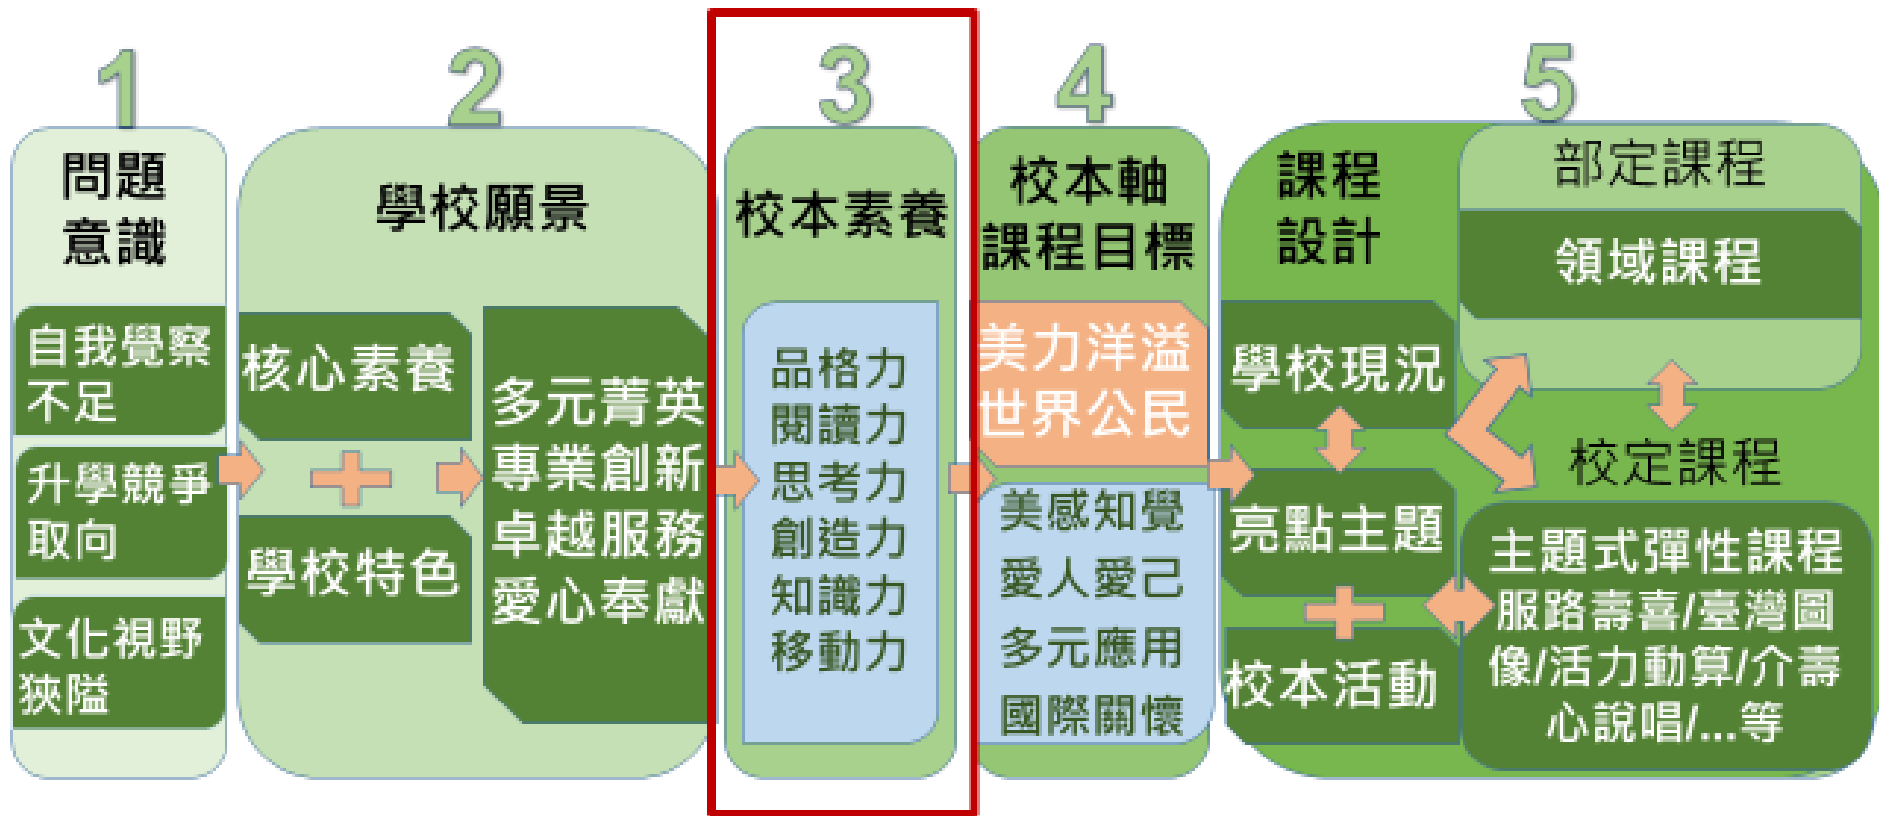 1
問題
意識
自我覺察
不足
升學競爭
取向
文化視野
狹隘
2
學校願景
核心素養
學校特色
多元菁英
專業創新
卓越服務
愛心奉獻
3
校本素養
品格力
閱讀力
思考力
創造力
知識力
移動力
4
校本軸
課程目標
美力洋溢
世界公民
美感知覺
愛人愛己
多元應用
國際關懷
5
課程
設計
學校現況
亮點主題
校本活動
部定課程
領域課程
校定課程
主題式彈性課程
服路壽喜/臺灣圖
像/活力動算/介壽
心說唱/...等